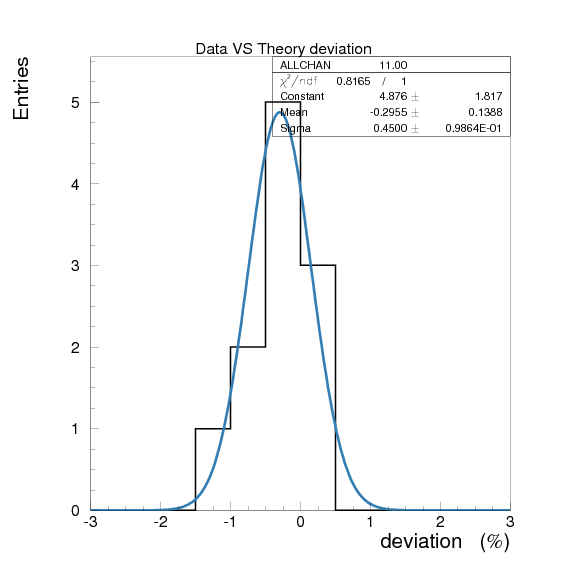 Data VS Theory deviation
Entries
ALLCHAN 11.00
χ²/ndf 0.8165 / 1
Constant 4.876 ± 1.817
Mean -0.2955 ± 0.1388
Sigma 0.4500 ± 0.9864E-01
5
4
3
2
1
0
-3 -2 -1 0 1 2 3
deviation (%)